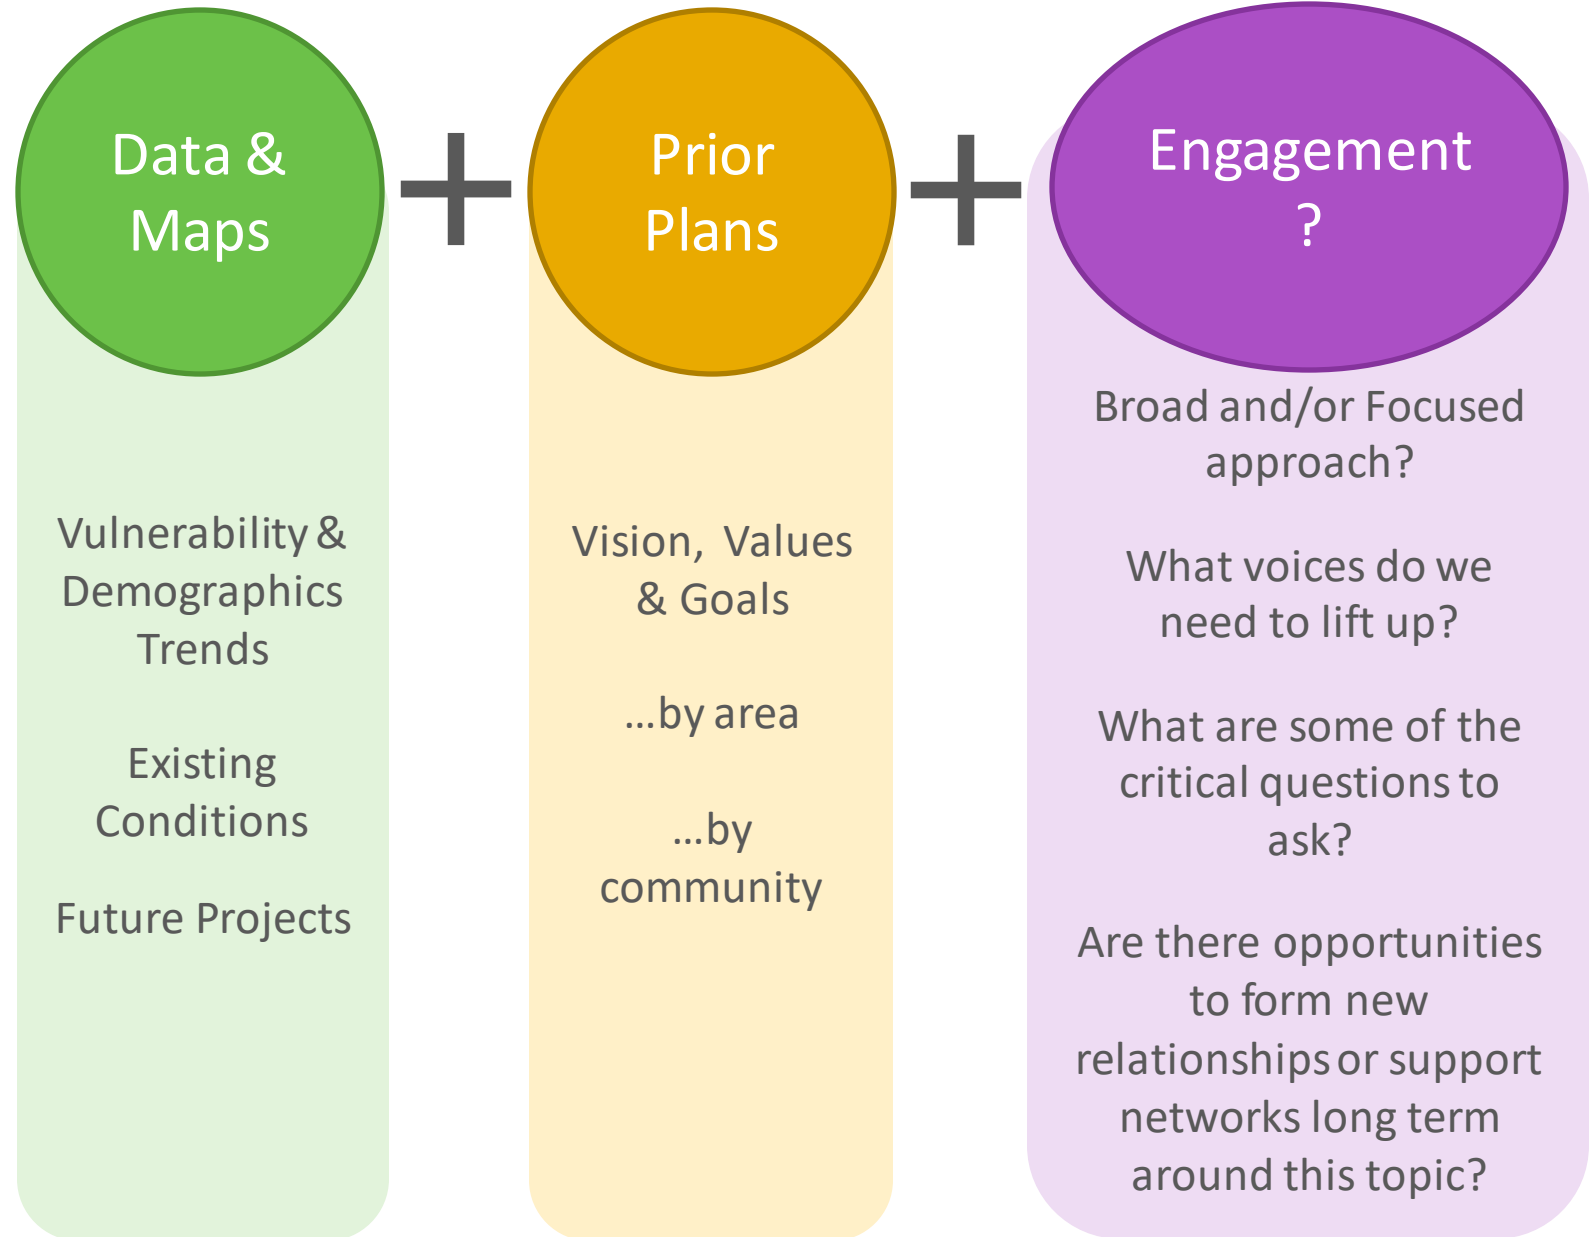 Data &
Maps
Vulnerability &
Demographics
Trends
Existing
Conditions
Future Projects
+
Prior
Plans
Vision, Values
& Goals
…by area
…by
community
+
Engagement
?
Broad and/or Focused
approach?
What voices do we
need to lift up?
What are some of the
critical questions to
ask?
Are there opportunities
to form new
relationships or support
networks long term
around this topic?